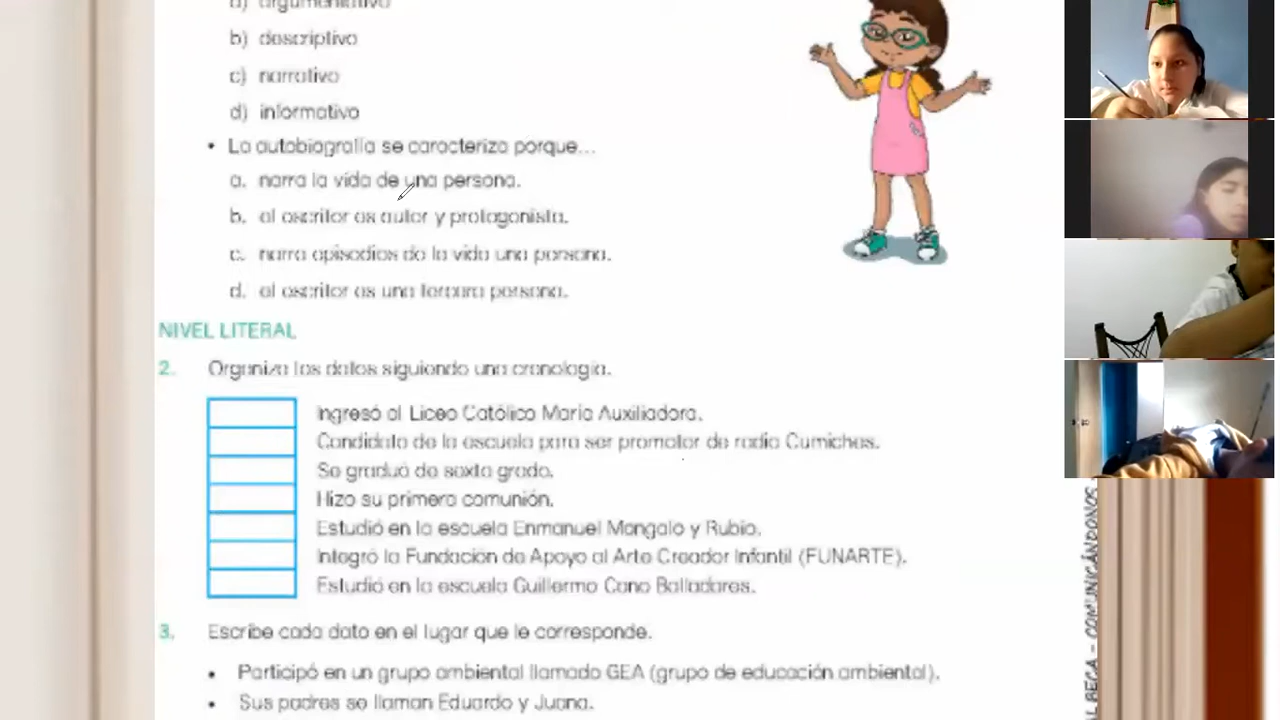 a) argumentativo
b) descriptivo
c) narrativo
d) informativo
• La autobiografía se caracteriza porque...
a. narra la vida de una persona.
b. el escritor es autor y protagonista.
c. narra episodios de la vida una persona.
d. el escritor es una tercera persona.
NIVEL LITERAL
2. Organiza los datos siguiendo una cronología.
Ingresó al Liceo Católico María Auxiliadora.
Candidata de la escuela para ser promotor de radio Cumiches.
Se graduó de sexto grado.
Hizo su primera comunión.
Estudió en la escuela Enmanuel Mongalo y Rubio.
Integró la Fundación de Apoyo al Arte Creador Infantil (FUNARTE).
Estudió en la escuela Guillermo Cano Balladares.
3. Escribe cada dato en el lugar que le corresponde.
• Participó en un grupo ambiental llamado GEA (grupo de educación ambiental).
• Sus padres se llaman Eduardo y Juana.
BECA - COMUNICÁNDONOS